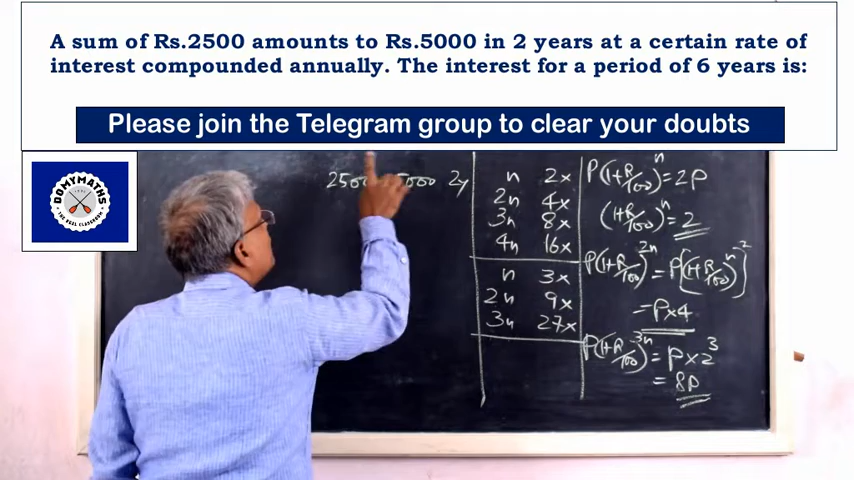 A sum of Rs.2500 amounts to Rs.5000 in 2 years at a certain rate of
interest compounded annually. The interest for a period of 6 years is:
Please join the Telegram group to clear your doubts
DOMYMATHS
- THE REAL CLASSROOM -
2500 5000 2y
n 2x
2n 4x
3n 8x
4n 16x
n 3x
2n 9x
3n 27x
P(1+R/100)^n = 2P
(1+R/100)^n = 2
P(1+R/100)^2n = P[(1+R/100)^n]^2
= P×4
P(1+R/100)^3n = P×2^3
= 8P